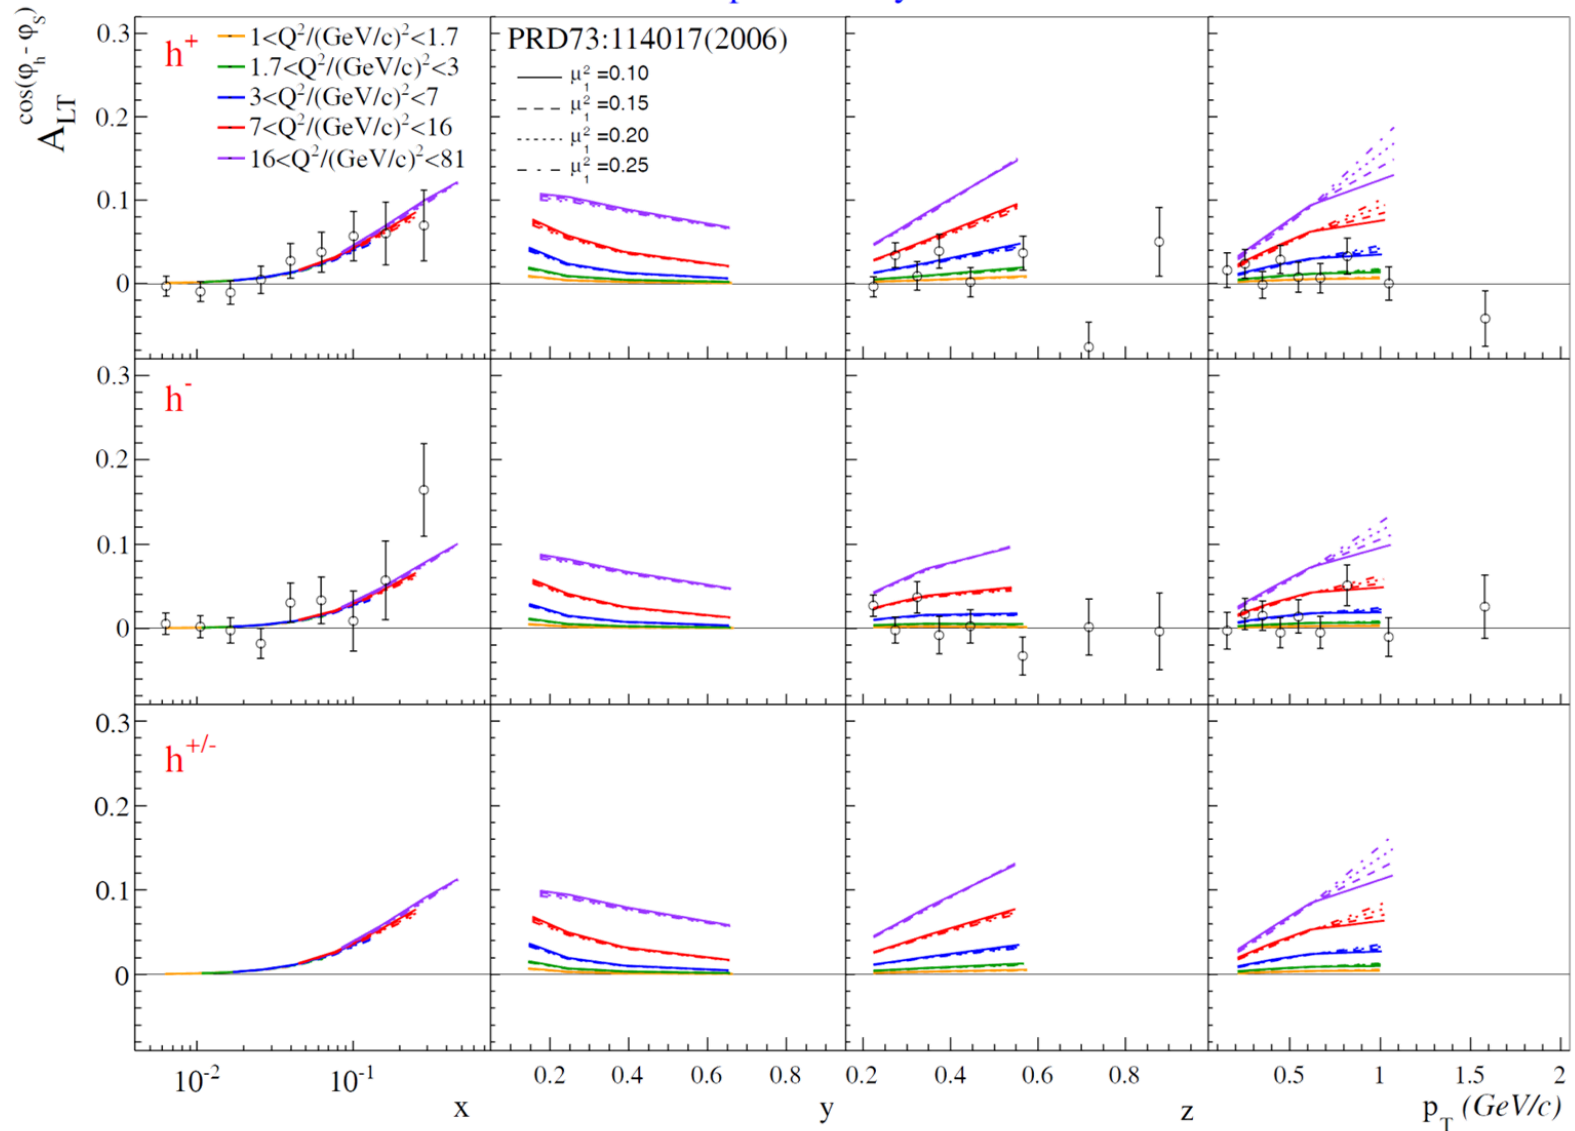 A_LT^cos(φ_h - φ_S)
0.3
0.2
0.1
0
h⁺
1<Q²/(GeV/c)²<1.7
1.7<Q²/(GeV/c)²<3
3<Q²/(GeV/c)²<7
7<Q²/(GeV/c)²<16
16<Q²/(GeV/c)²<81
PRD73:114017(2006)
μ₁²=0.10
μ₁²=0.15
μ₁²=0.20
μ₁²=0.25
0.3
0.2
0.1
0
h⁻
0.3
0.2
0.1
0
h⁺/⁻
10⁻² 10⁻¹
0.2 0.4 0.6 0.8
0.2 0.4 0.6 0.8
0.5 1 1.5 2
x
y
z
p_T (GeV/c)